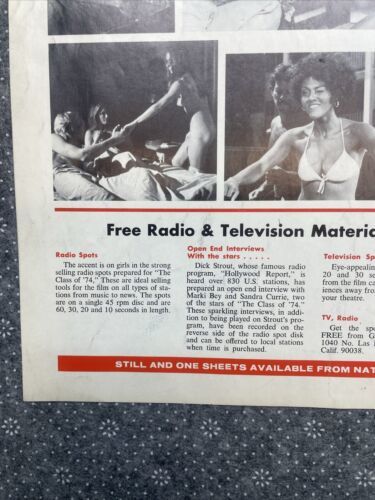 Free Radio & Television
Radio Spots
The accent is on girls in the strong
selling radio spots prepared for "The
Class of '74." These are ideal selling
tools for the film on all types of sta-
tions from music to news. The spots
are on a single 45 rpm disc and are
60, 30, 20 and 10 seconds in length.
Open End Interviews
With the stars . . . . .
Dick Strout, whose famous radio
program, "Hollywood Report," is
heard over 830 U.S. stations, has
prepared an open end interview with
Marki Bey and Sandra Currie, two
of the stars of "The Class of '74."
These sparkling interviews, in addi-
tion to being played on Strout's pro-
gram, have been recorded on the
reverse side of the radio spot disk
and can be offered to local stations
when time is purchased.
Television
Eye-appealin
20 and 30 se
from the film ca
iences away from
your theatre.
TV, Radio
Get the spo
FREE from G
1040 No. Las
Calif. 90038.
STILL AND ONE SHEETS AVAILABLE FROM NAT